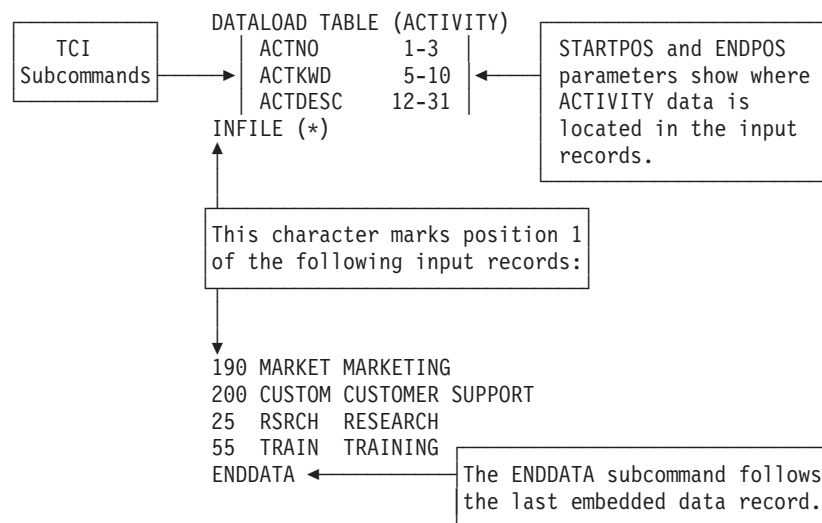 DATALOAD TABLE (ACTIVITY)
TCI
Subcommands
ACTNO 1-3
ACTKWD 5-10
ACTDESC 12-31
STARTPOS and ENDPOS
parameters show where
ACTIVITY data is
located in the input
records.
INFILE (*)
This character marks position 1
of the following input records:
190 MARKET MARKETING
200 CUSTOM CUSTOMER SUPPORT
25 RSRCH RESEARCH
55 TRAIN TRAINING
ENDDATA
The ENDDATA subcommand follows
the last embedded data record.